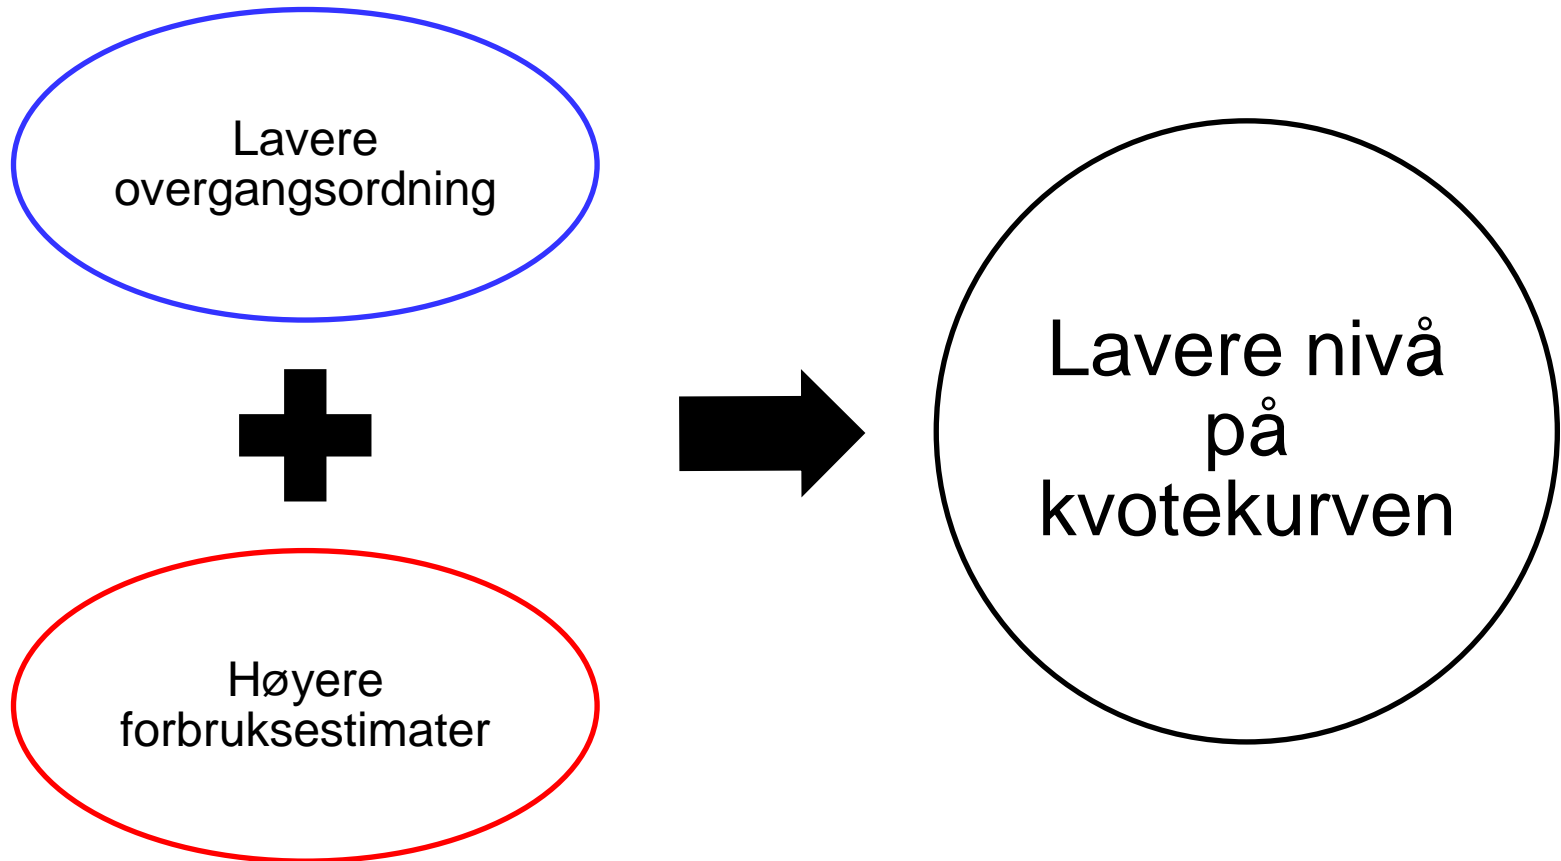 Lavere
overgangsordning
Høyere
forbruksestimater
Lavere nivå
på
kvotekurven